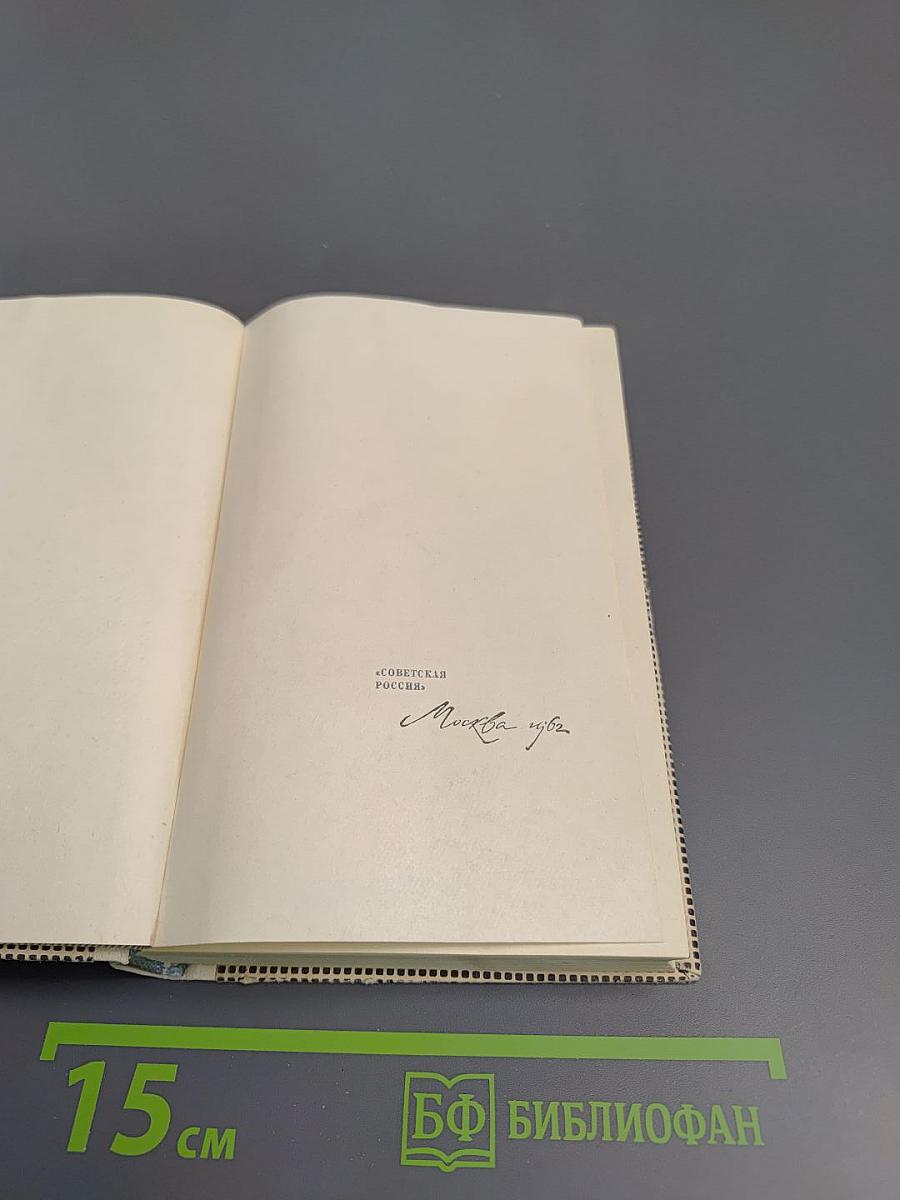 «СОВЕТСКАЯ
РОССИЯ»
Москва 1962
15 см
БФ БИБЛИОФАН